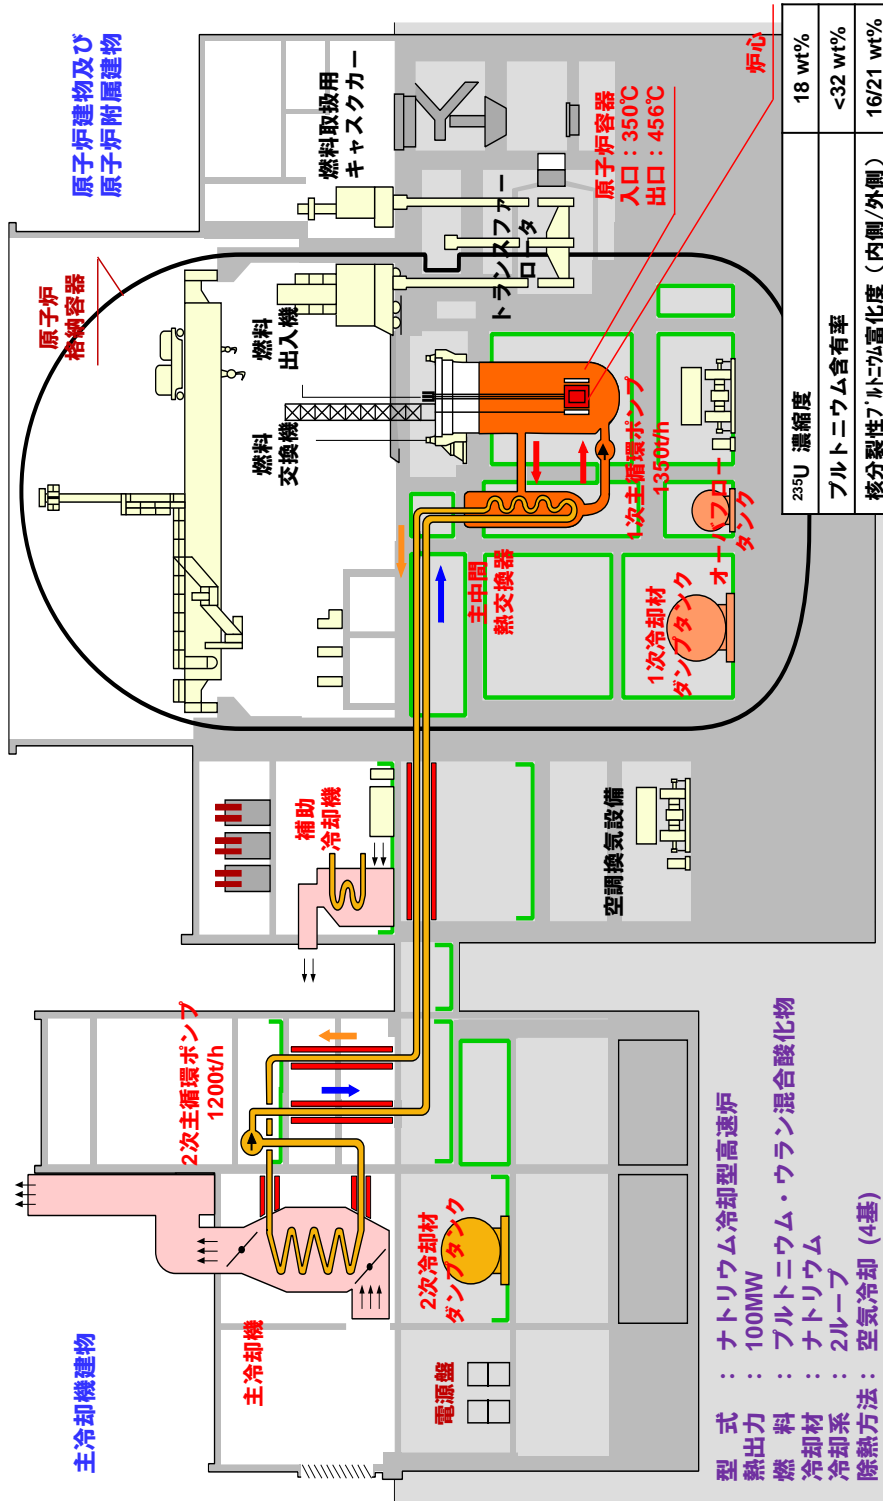 主冷却機建物
原子炉建物及び
原子炉附属建物
原子炉
格納容器
燃料取扱用
キャスクカー
燃料
出入機
燃料
交換機
トランスファー
ロータ
原子炉容器
入口：350℃
出口：456℃
炉心
補助
冷却機
2次主循環ポンプ
1200t/h
主冷却機
主中間
熱交換器
1次主循環ポンプ
1350t/h
オーバフロー
タンク
1次冷却材
ダンプタンク
空調換気設備
2次冷却材
ダンプタンク
電源盤
型　式　：　ナトリウム冷却型高速炉
熱出力　：　100MW
燃　料　：　プルトニウム・ウラン混合酸化物
冷却材　：　ナトリウム
冷却系　：　2ループ
除熱方法：　空気冷却 (4基)
²³⁵U 濃縮度　18 wt%
プルトニウム含有率　<32 wt%
核分裂性プルトニウム富化度（内側/外側）　16/21 wt%